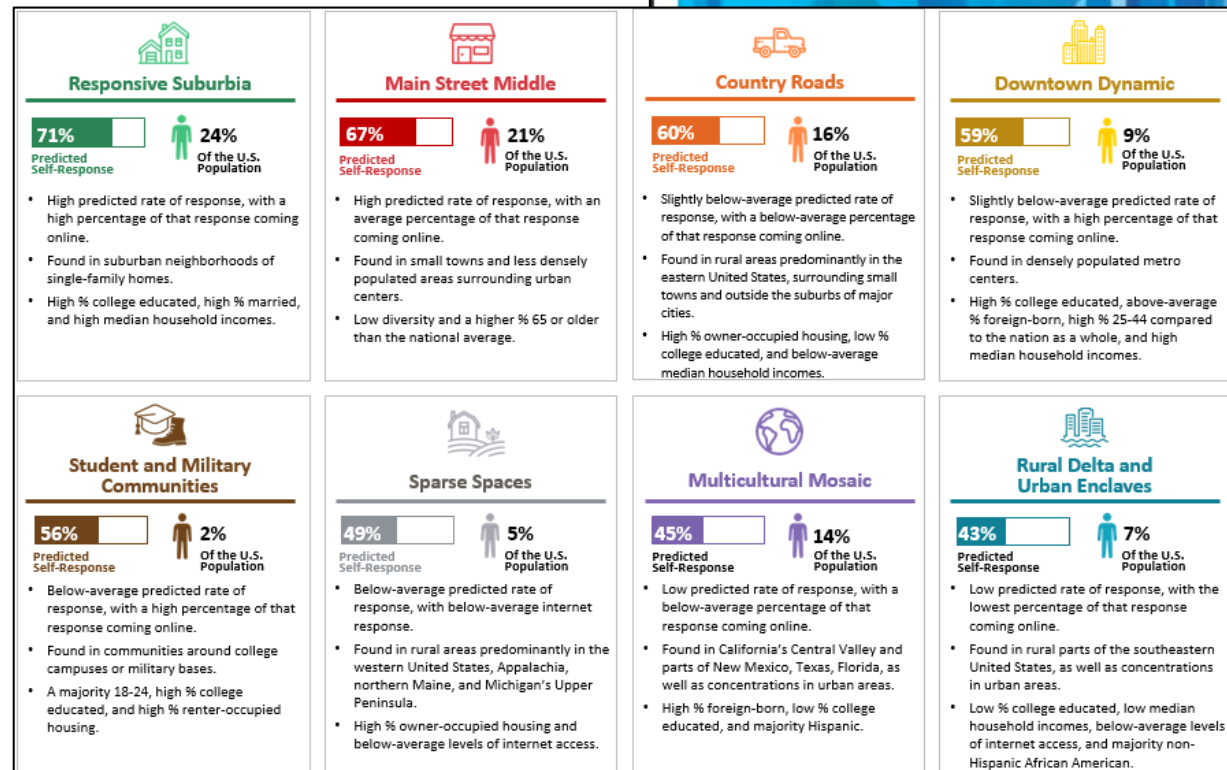 Responsive Suburbia
71%
Predicted
Self-Response
24%
Of the U.S.
Population
• High predicted rate of response, with a
high percentage of that response coming
online.
• Found in suburban neighborhoods of
single-family homes.
• High % college educated, high % married,
and high median household incomes.
Main Street Middle
67%
Predicted
Self-Response
21%
Of the U.S.
Population
• High predicted rate of response, with an
average percentage of that response
coming online.
• Found in small towns and less densely
populated areas surrounding urban
centers.
• Low diversity and a higher % 65 or older
than the national average.
Country Roads
60%
Predicted
Self-Response
16%
Of the U.S.
Population
• Slightly below-average predicted rate of
response, with a below-average percentage
of that response coming online.
• Found in rural areas predominantly in the
eastern United States, surrounding small
towns and outside the suburbs of major
cities.
• High % owner-occupied housing, low %
college educated, and below-average
median household incomes.
Downtown Dynamic
59%
Predicted
Self-Response
9%
Of the U.S.
Population
• Slightly below-average predicted rate of
response, with a high percentage of that
response coming online.
• Found in densely populated metro
centers.
• High % college educated, above-average
% foreign-born, high % 25-44 compared
to the nation as a whole, and high
median household incomes.
Student and Military
Communities
56%
Predicted
Self-Response
2%
Of the U.S.
Population
• Below-average predicted rate of
response, with a high percentage of that
response coming online.
• Found in communities around college
campuses or military bases.
• A majority 18-24, high % college
educated, and high % renter-occupied
housing.
Sparse Spaces
49%
Predicted
Self-Response
5%
Of the U.S.
Population
• Below-average predicted rate of
response, with below-average internet
response.
• Found in rural areas predominantly in the
western United States, Appalachia,
northern Maine, and Michigan's Upper
Peninsula.
• High % owner-occupied housing and
below-average levels of internet access.
Multicultural Mosaic
45%
Predicted
Self-Response
14%
Of the U.S.
Population
• Low predicted rate of response, with a
below-average percentage of that
response coming online.
• Found in California's Central Valley and
parts of New Mexico, Texas, Florida, as
well as concentrations in urban areas.
• High % foreign-born, low % college
educated, and majority Hispanic.
Rural Delta and
Urban Enclaves
43%
Predicted
Self-Response
7%
Of the U.S.
Population
• Low predicted rate of response, with the
lowest percentage of that response
coming online.
• Found in rural parts of the southeastern
United States, as well as concentrations
in urban areas.
• Low % college educated, low median
household incomes, below-average levels
of internet access, and majority non-
Hispanic African American.